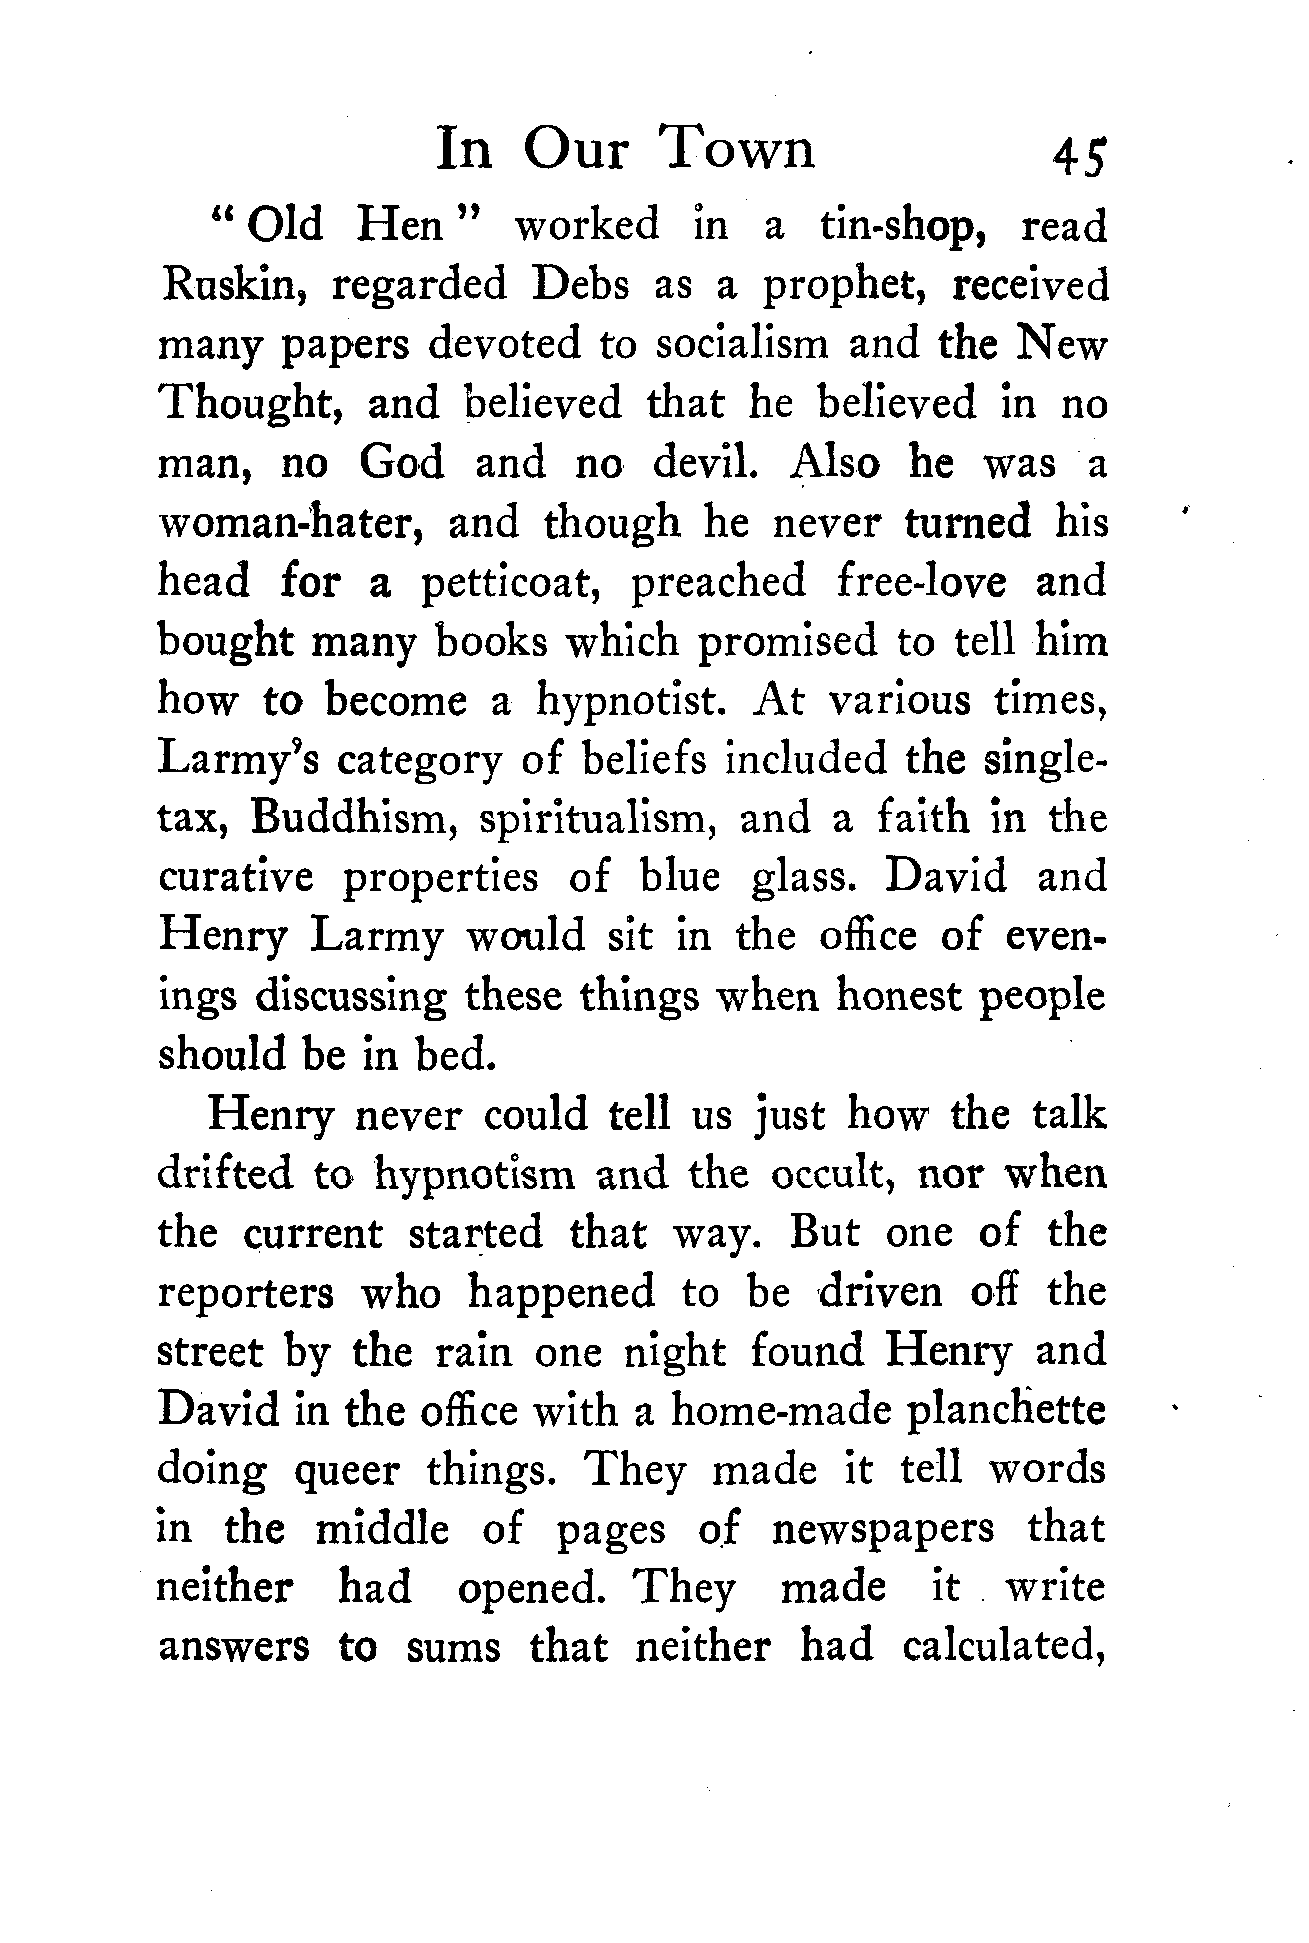 In Our Town 45
“ Old Hen ” worked in a tin-shop, read
Ruskin, regarded Debs as a prophet, received
many papers devoted to socialism and the New
Thought, and believed that he believed in no
man, no God and no devil. Also he was a
woman-hater, and though he never turned his
head for a petticoat, preached free-love and
bought many books which promised to tell him
how to become a hypnotist. At various times,
Larmy’s category of beliefs included the single-
tax, Buddhism, spiritualism, and a faith in the
curative properties of blue glass. David and
Henry Larmy would sit in the office of even-
ings discussing these things when honest people
should be in bed.
Henry never could tell us just how the talk
drifted to hypnotism and the occult, nor when
the current started that way. But one of the
reporters who happened to be driven off the
street by the rain one night found Henry and
David in the office with a home-made planchette
doing queer things. They made it tell words
in the middle of pages of newspapers that
neither had opened. They made it write
answers to sums that neither had calculated,